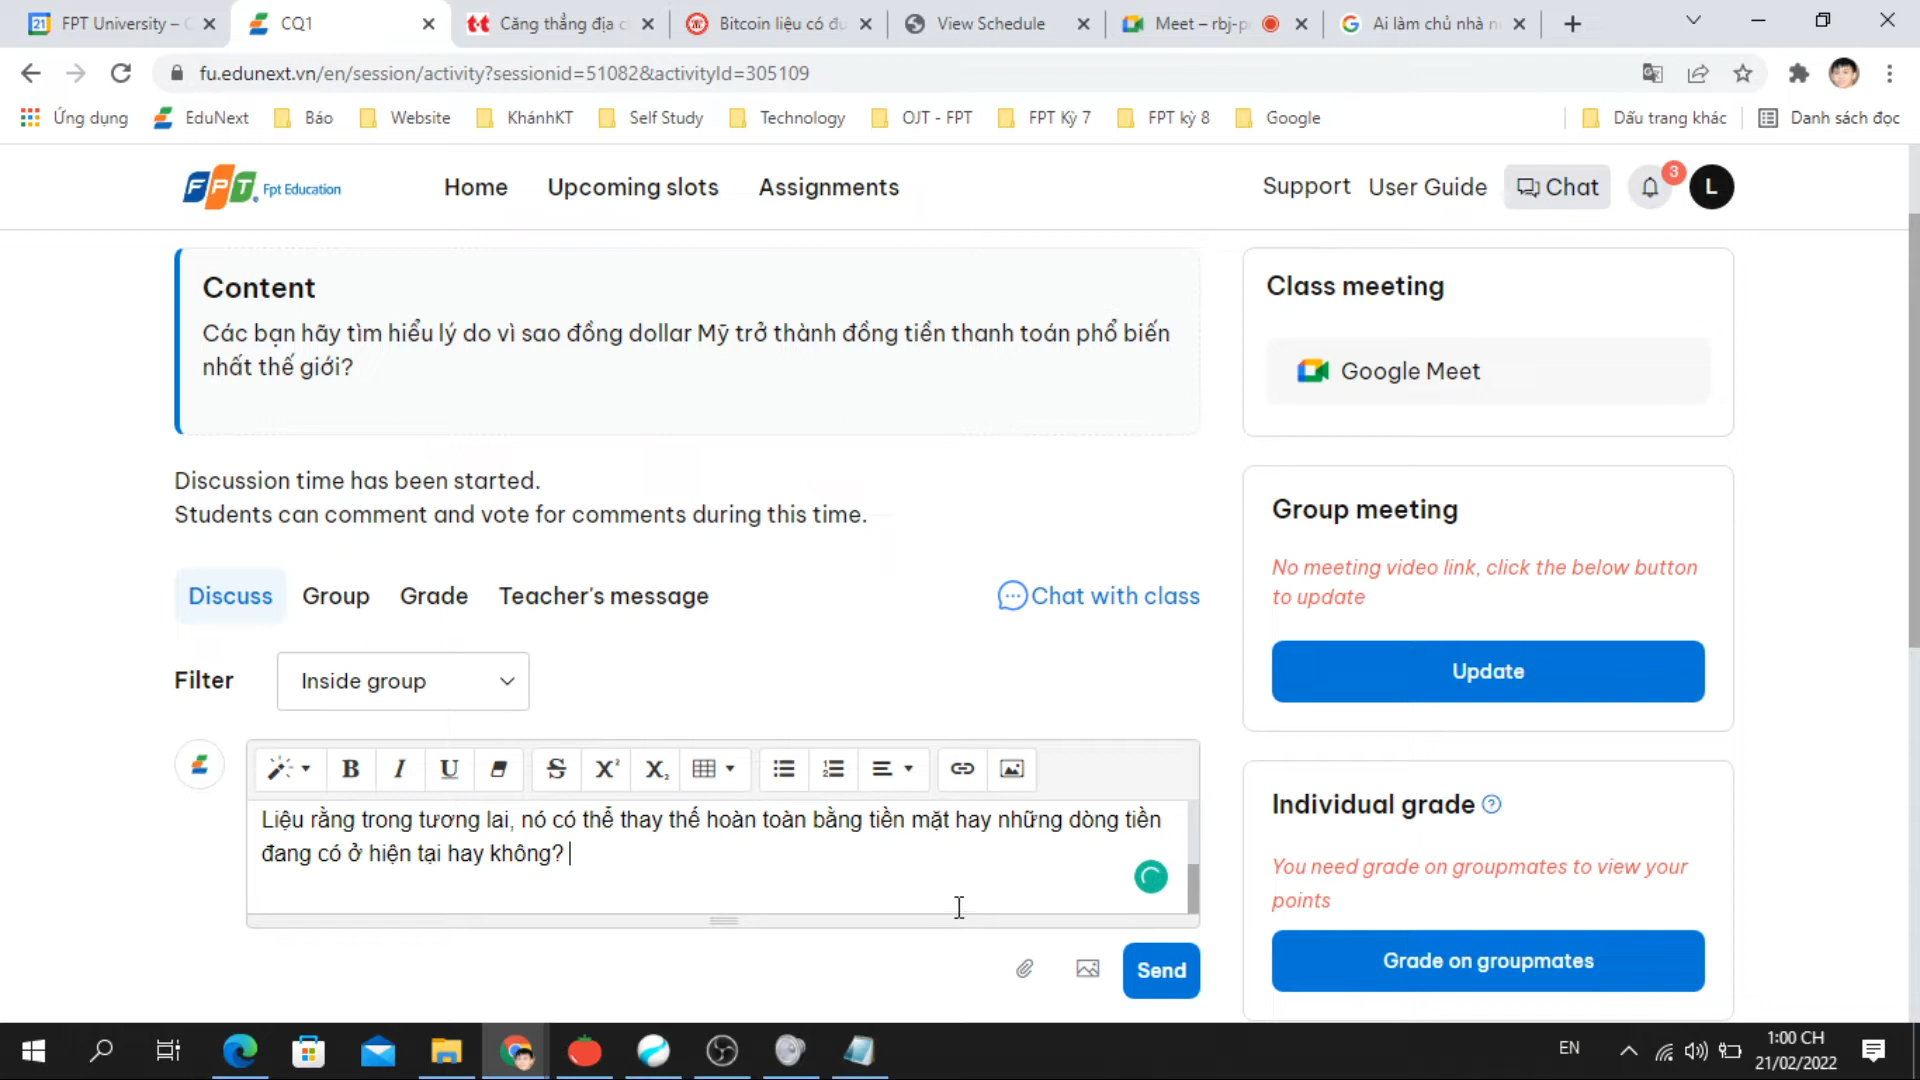 FPT University –
CQ1
Căng thẳng địa c
Bitcoin liệu có đu
View Schedule
Meet – rbj-p
Ai làm chủ nhà n
fu.edunext.vn/en/session/activity?sessionid=51082&activityId=305109
Ứng dụng
EduNext
Báo
Website
KhánhKT
Self Study
Technology
OJT - FPT
FPT Kỳ 7
FPT kỳ 8
Google
Dấu trang khác
Danh sách đọc
FPT. Fpt Education
Home
Upcoming slots
Assignments
Support
User Guide
Chat
3
L
Content
Các bạn hãy tìm hiểu lý do vì sao đồng dollar Mỹ trở thành đồng tiền thanh toán phổ biến
nhất thế giới?
Discussion time has been started.
Students can comment and vote for comments during this time.
Discuss
Group
Grade
Teacher's message
Chat with class
Filter
Inside group
Liệu rằng trong tương lai, nó có thể thay thế hoàn toàn bằng tiền mặt hay những dòng tiền
đang có ở hiện tại hay không?
Send
Class meeting
Google Meet
Group meeting
No meeting video link, click the below button
to update
Update
Individual grade
You need grade on groupmates to view your
points
Grade on groupmates
EN
1:00 CH
21/02/2022